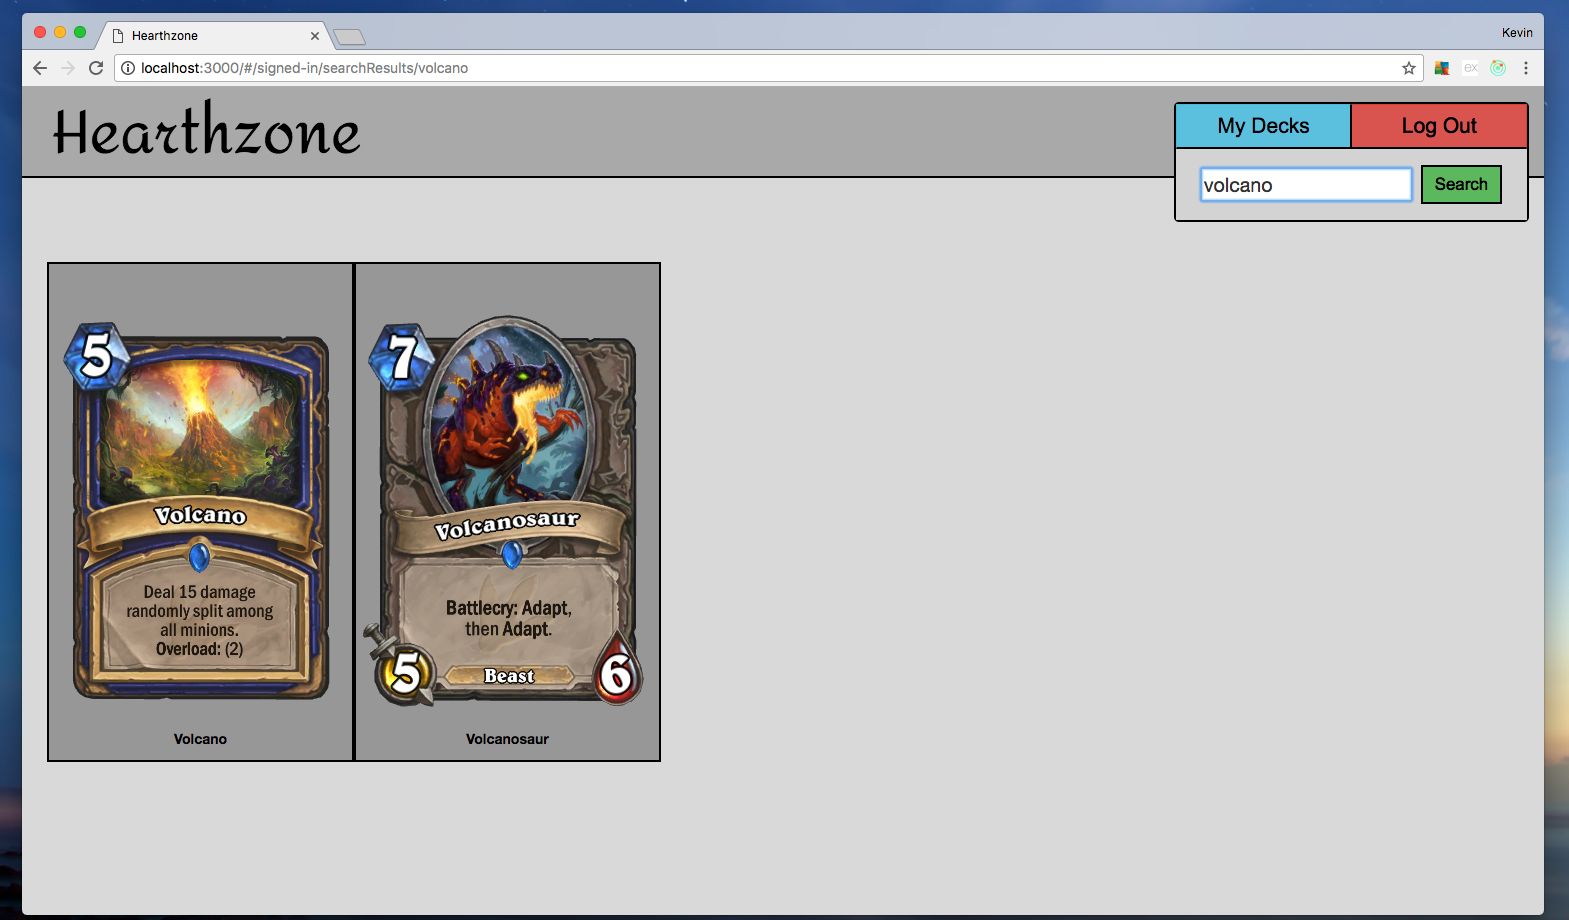 Hearthzone
Kevin
localhost:3000/#/signed-in/searchResults/volcano
ex
Hearthzone
My Decks
Log Out
volcano
Search
5
Volcano
Deal 15 damage
randomly split among
all minions.
Overload: (2)
Volcano
7
Volcanosaur
Battlecry: Adapt,
then Adapt.
5
Beast
6
Volcanosaur